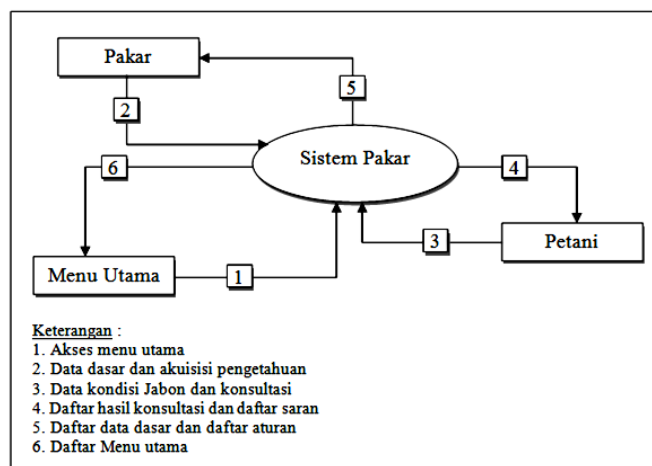 Pakar
5
2
Sistem Pakar
6
4
3
Petani
Menu Utama
1
Keterangan :
1. Akses menu utama
2. Data dasar dan akuisisi pengetahuan
3. Data kondisi Jabon dan konsultasi
4. Daftar hasil konsultasi dan daftar saran
5. Daftar data dasar dan daftar aturan
6. Daftar Menu utama